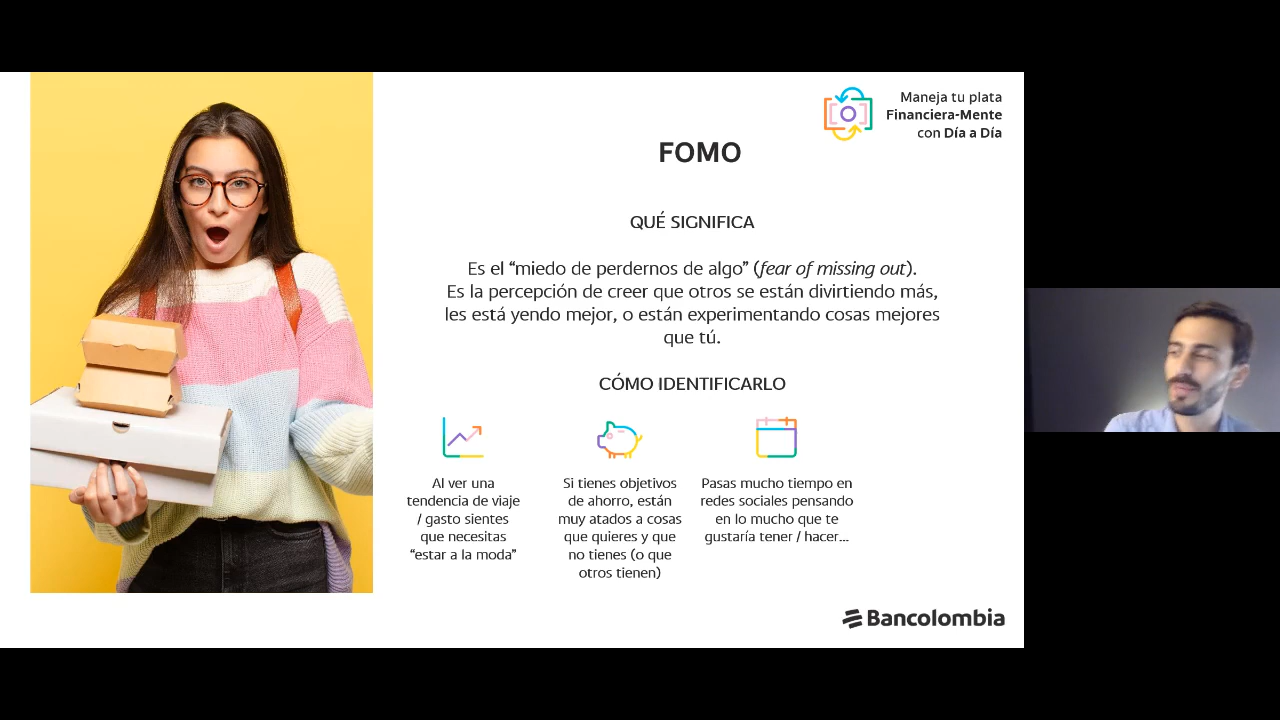 Maneja tu plata
Financiera-Mente
con Día a Día
FOMO
QUÉ SIGNIFICA
Es el “miedo de perdernos de algo” (fear of missing out).
Es la percepción de creer que otros se están divirtiendo más,
les está yendo mejor, o están experimentando cosas mejores
que tú.
CÓMO IDENTIFICARLO
Al ver una
tendencia de viaje
/ gasto sientes
que necesitas
“estar a la moda”
Si tienes objetivos
de ahorro, están
muy atados a cosas
que quieres y que
no tienes (o que
otros tienen)
Pasas mucho tiempo en
redes sociales pensando
en lo mucho que te
gustaría tener / hacer...
Bancolombia